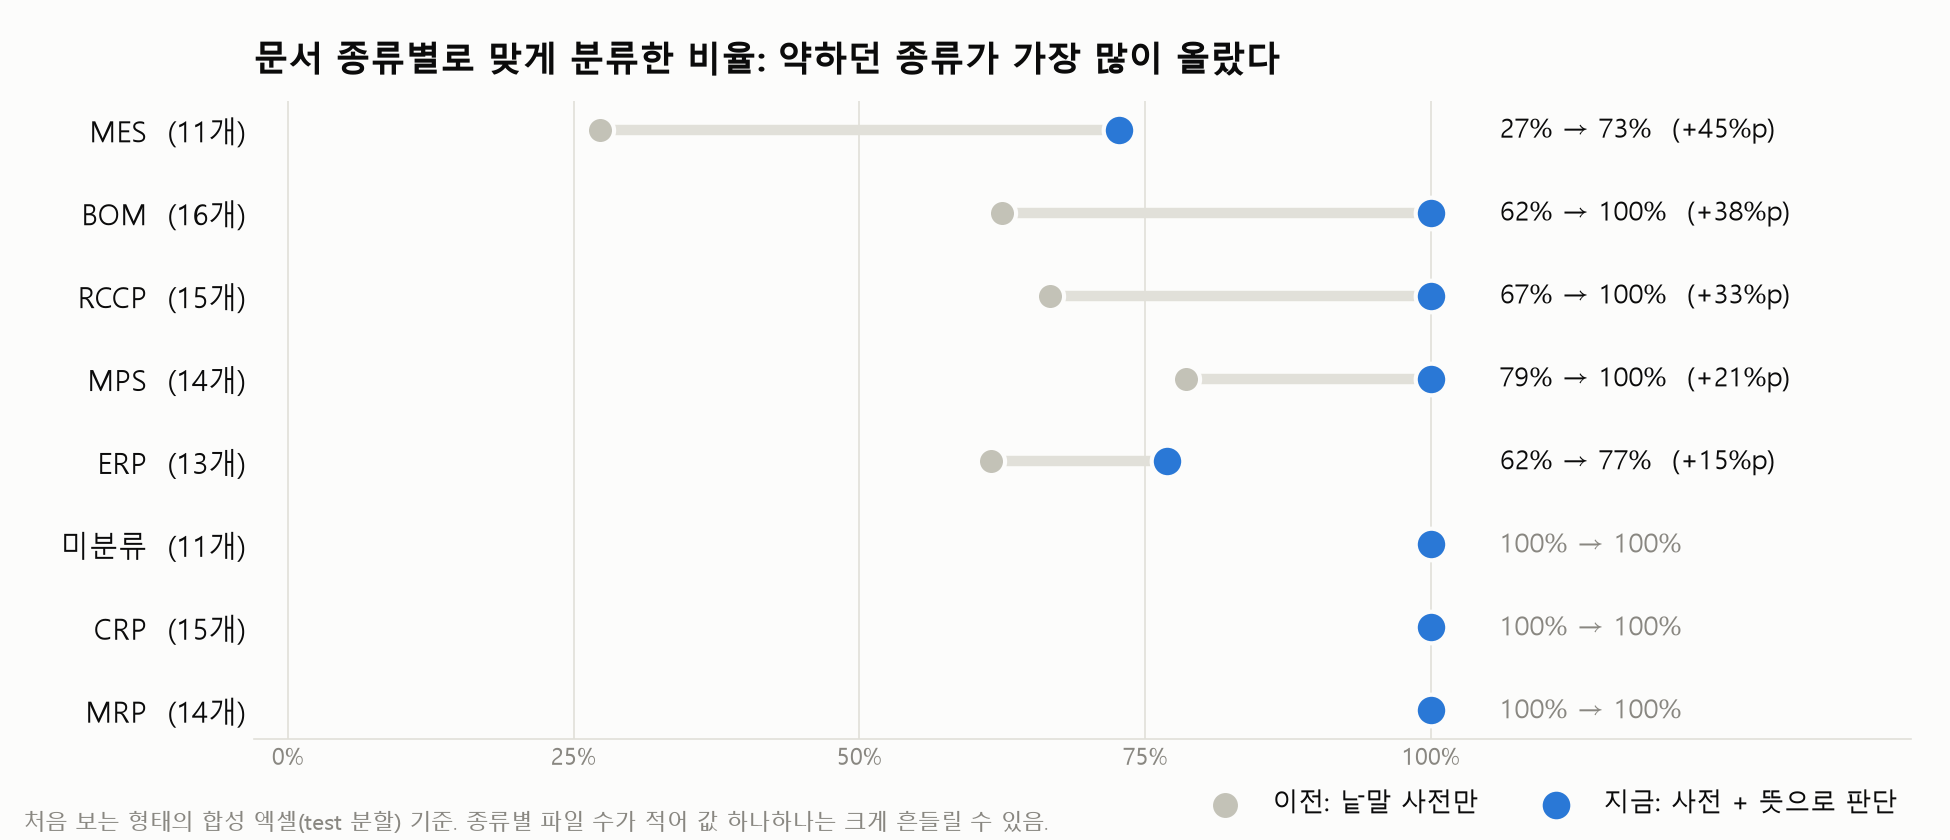 문서 종류별로 맞게 분류한 비율: 약하던 종류가 가장 많이 올랐다
MES (11개) 27% → 73% (+45%p)
BOM (16개) 62% → 100% (+38%p)
RCCP (15개) 67% → 100% (+33%p)
MPS (14개) 79% → 100% (+21%p)
ERP (13개) 62% → 77% (+15%p)
미분류 (11개) 100% → 100%
CRP (15개) 100% → 100%
MRP (14개) 100% → 100%
0% 25% 50% 75% 100%
이전: 낱말 사전만 지금: 사전 + 뜻으로 판단
처음 보는 형태의 합성 엑셀(test 분할) 기준. 종류별 파일 수가 적어 값 하나하나는 크게 흔들릴 수 있음.